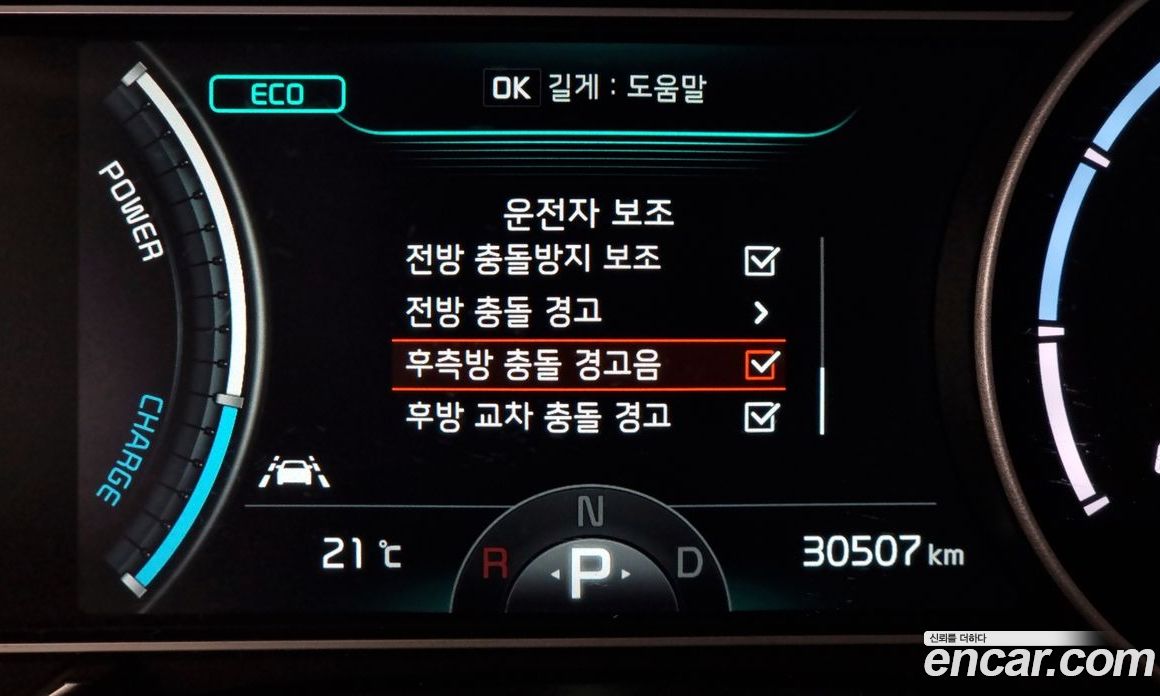 ECO
OK 길게 : 도움말
POWER
CHARGE
운전자 보조
전방 충돌방지 보조
전방 충돌 경고
후측방 충돌 경고음
후방 교차 충돌 경고
21 ℃
R N D
P
30507 km
신뢰를 더하다
encar.com